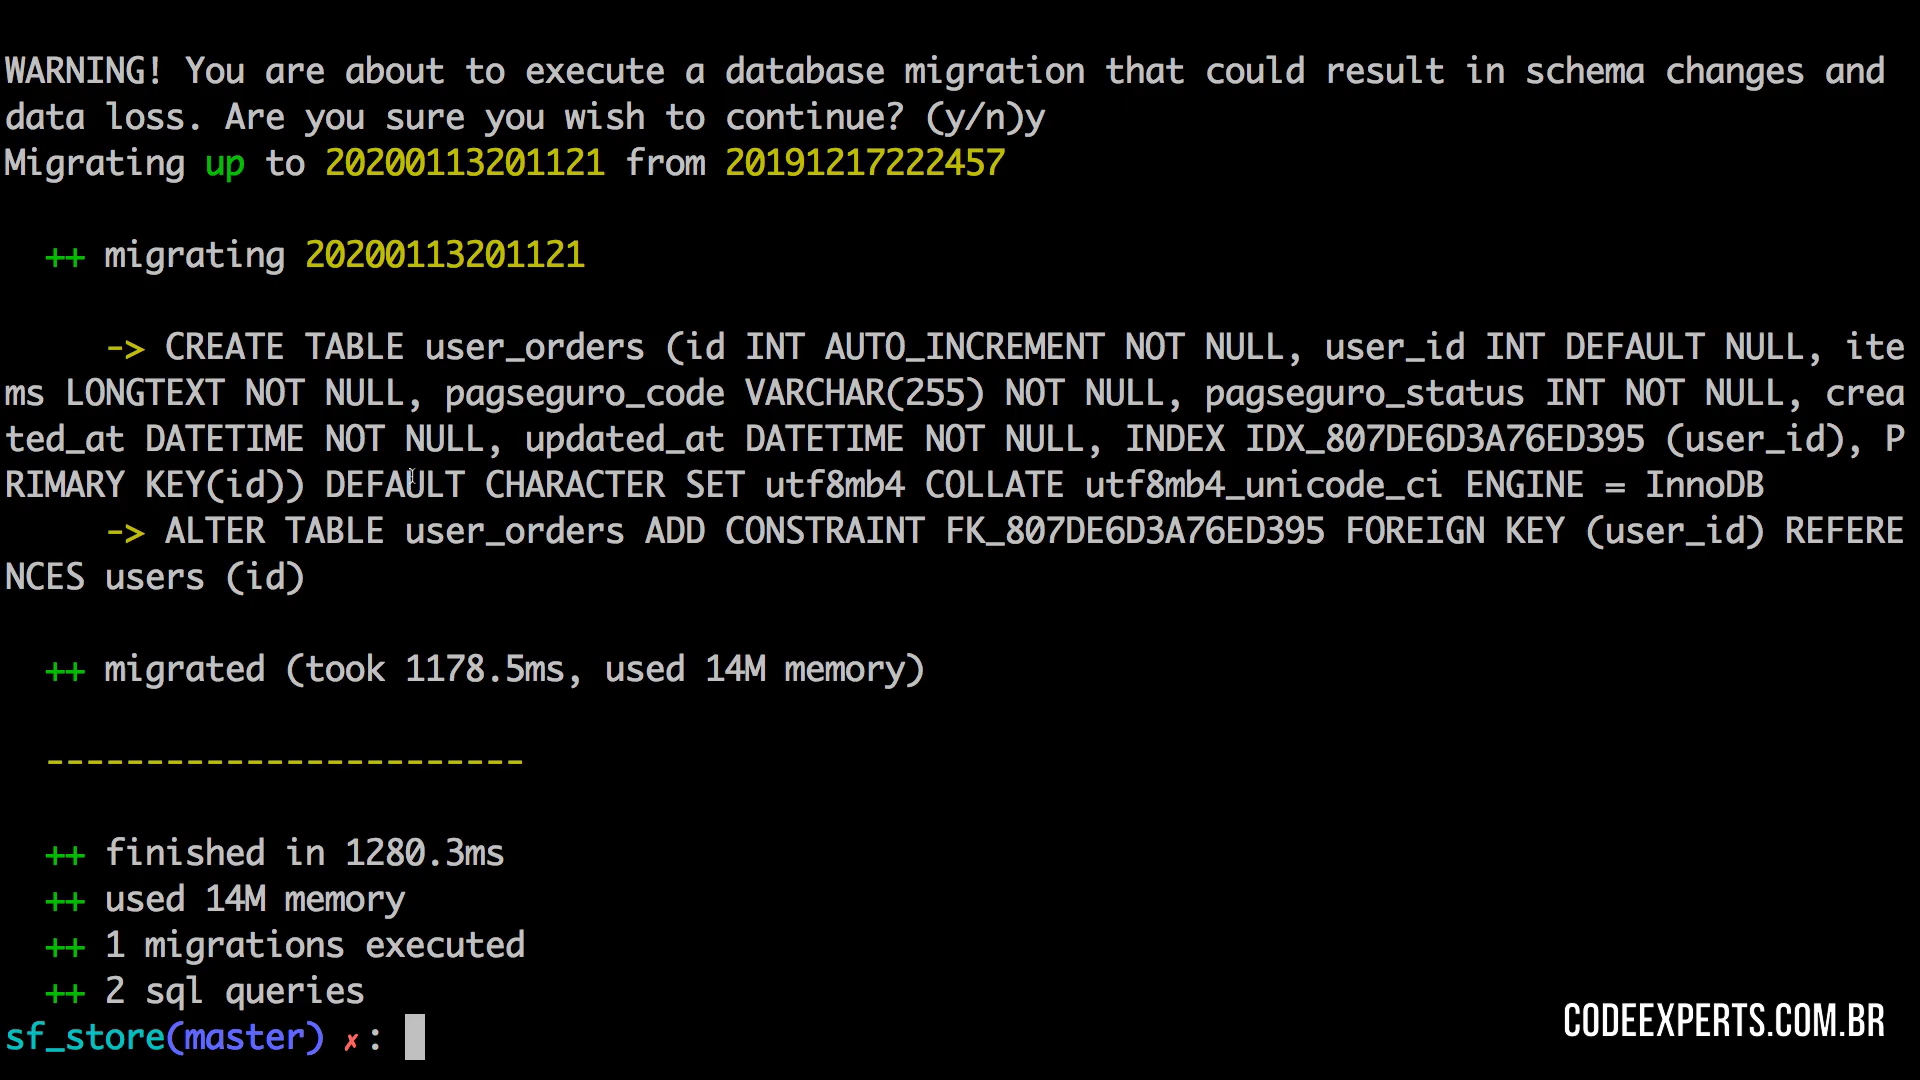 WARNING! You are about to execute a database migration that could result in schema changes and
data loss. Are you sure you wish to continue? (y/n)y
Migrating up to 20200113201121 from 20191217222457
++ migrating 20200113201121
-> CREATE TABLE user_orders (id INT AUTO_INCREMENT NOT NULL, user_id INT DEFAULT NULL, ite
ms LONGTEXT NOT NULL, pagseguro_code VARCHAR(255) NOT NULL, pagseguro_status INT NOT NULL, crea
ted_at DATETIME NOT NULL, updated_at DATETIME NOT NULL, INDEX IDX_807DE6D3A76ED395 (user_id), P
RIMARY KEY(id)) DEFAULT CHARACTER SET utf8mb4 COLLATE utf8mb4_unicode_ci ENGINE = InnoDB
-> ALTER TABLE user_orders ADD CONSTRAINT FK_807DE6D3A76ED395 FOREIGN KEY (user_id) REFERE
NCES users (id)
++ migrated (took 1178.5ms, used 14M memory)
------------------------
++ finished in 1280.3ms
++ used 14M memory
++ 1 migrations executed
++ 2 sql queries
sf_store(master) ✗:
CODEEXPERTS.COM.BR